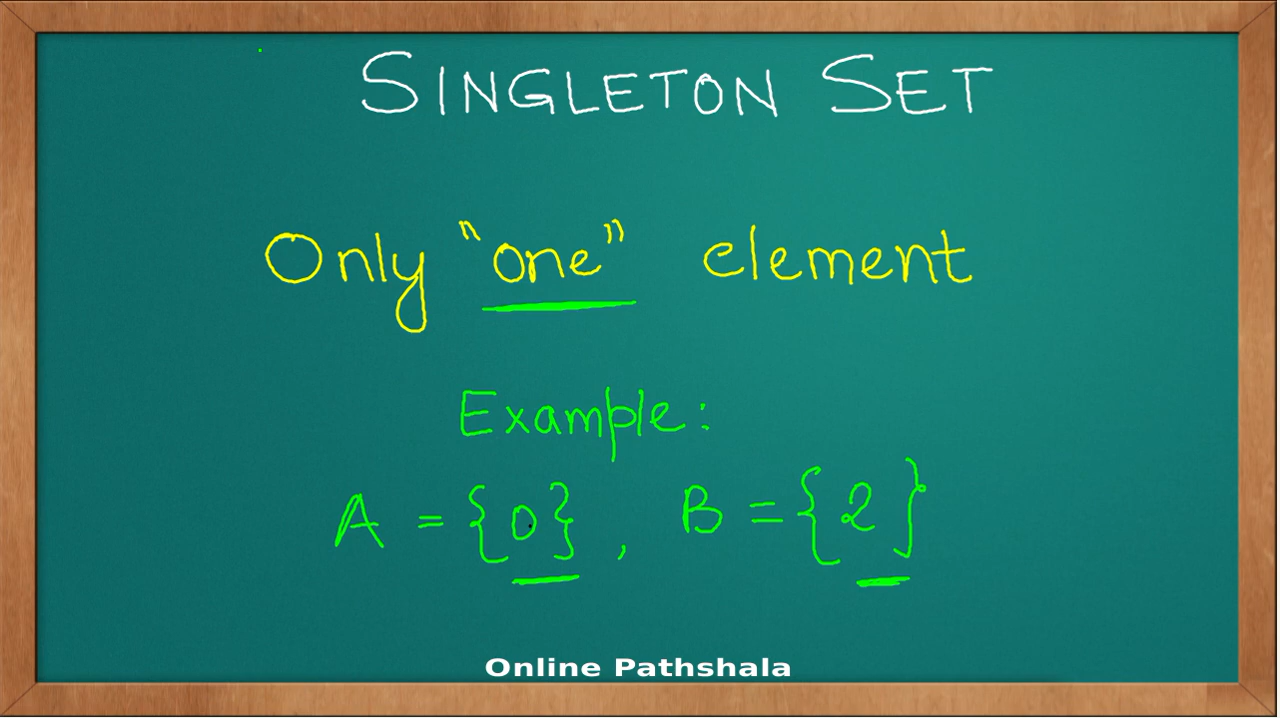 SINGLETON SET
Only "one" element
Example:
A = {0} , B = {2}
Online Pathshala